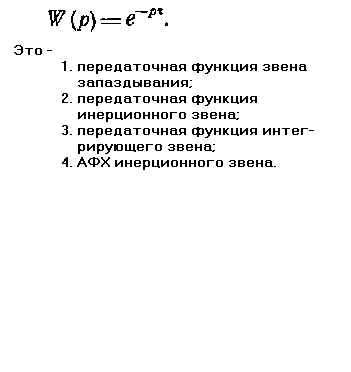 W (p) = e^{-pτ}.
Это -
1. передаточная функция звена
запаздывания;
2. передаточная функция
инерционного звена;
3. передаточная функция интег-
рирующего звена;
4. АФХ инерционного звена.